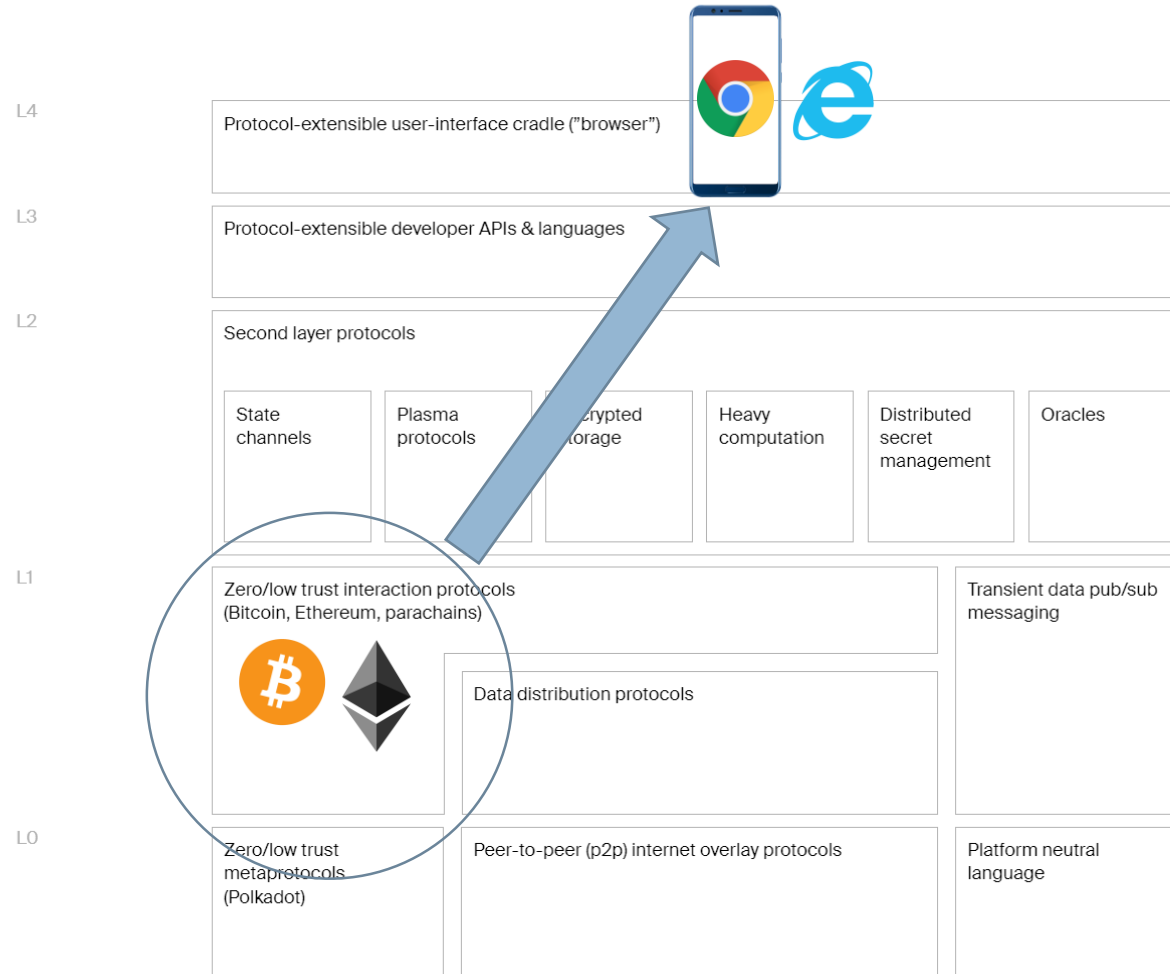 L4
Protocol-extensible user-interface cradle ("browser")
L3
Protocol-extensible developer APIs & languages
L2
Second layer protocols
State
channels
Plasma
protocols
crypted
torage
Heavy
computation
Distributed
secret
management
Oracles
L1
Zero/low trust interaction protocols
(Bitcoin, Ethereum, parachains)
Transient data pub/sub
messaging
Data distribution protocols
L0
Zero/low trust
metaprotocols
(Polkadot)
Peer-to-peer (p2p) internet overlay protocols
Platform neutral
language